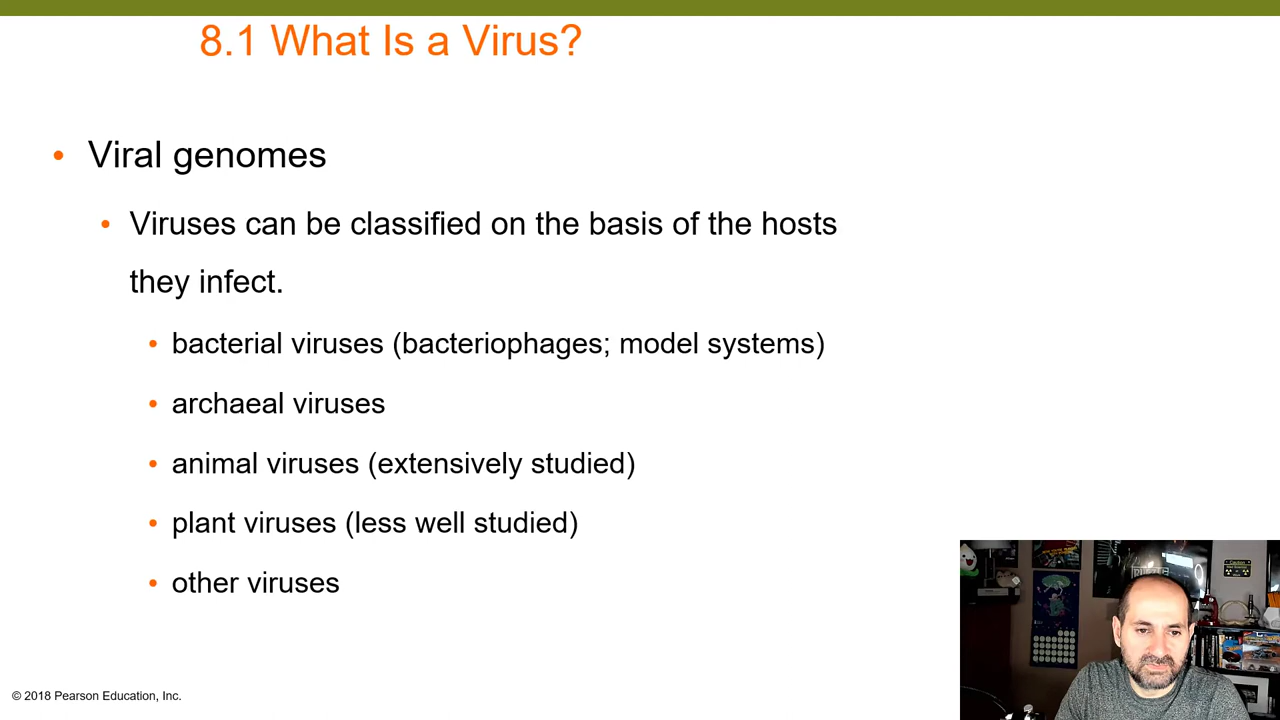 8.1 What Is a Virus?
• Viral genomes
• Viruses can be classified on the basis of the hosts
they infect.
• bacterial viruses (bacteriophages; model systems)
• archaeal viruses
• animal viruses (extensively studied)
• plant viruses (less well studied)
• other viruses
© 2018 Pearson Education, Inc.